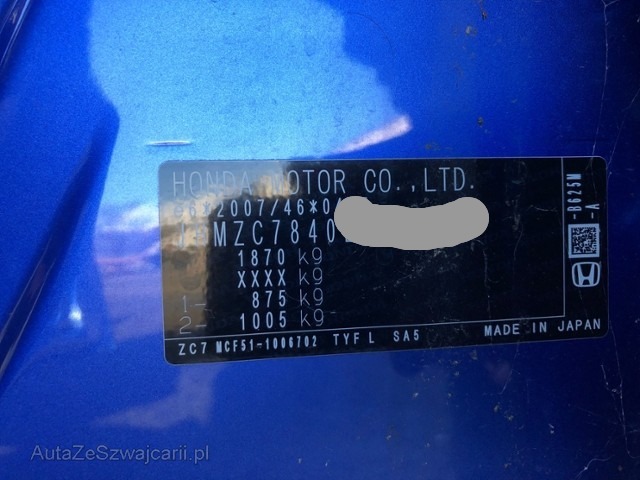 HONDA MOTOR CO.,LTD.
e6*2007/46*0
MZC7840
1870 kg
XXXX kg
1- 875 kg
2- 1005 kg
ZC7 MCF51-1006702 TYF L SA5 MADE IN JAPAN
-B625M
-A
AutaZeSzwajcarii.pl